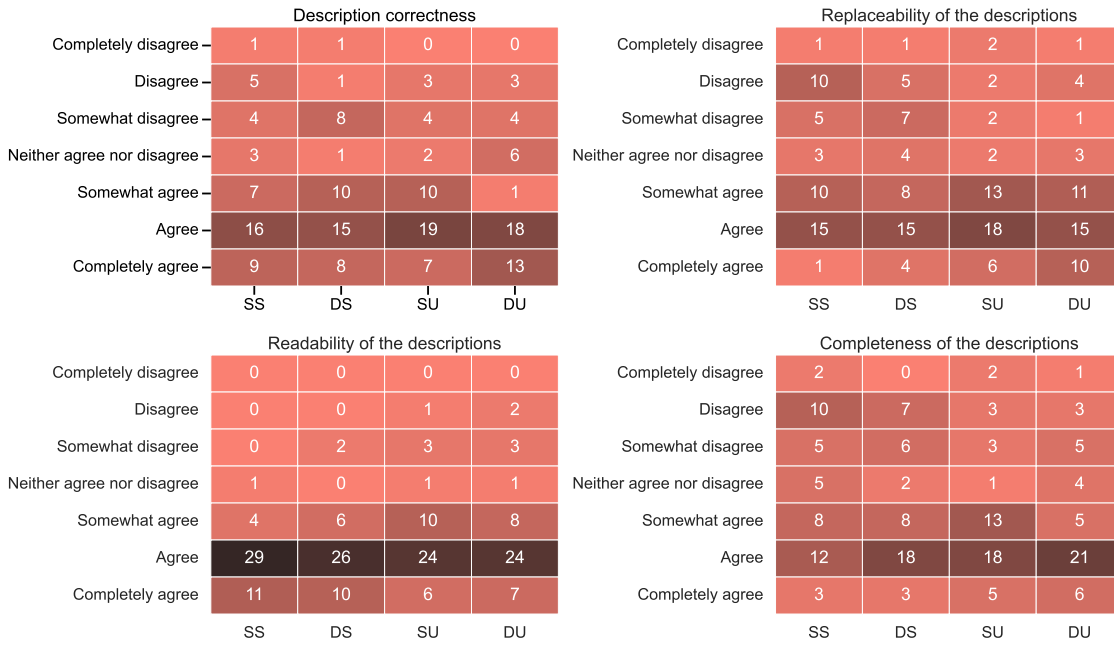 Description correctness
Completely disagree 1 1 0 0
Disagree 5 1 3 3
Somewhat disagree 4 8 4 4
Neither agree nor disagree 3 1 2 6
Somewhat agree 7 10 10 1
Agree 16 15 19 18
Completely agree 9 8 7 13
SS DS SU DU
Replaceability of the descriptions
Completely disagree 1 1 2 1
Disagree 10 5 2 4
Somewhat disagree 5 7 2 1
Neither agree nor disagree 3 4 2 3
Somewhat agree 10 8 13 11
Agree 15 15 18 15
Completely agree 1 4 6 10
SS DS SU DU
Readability of the descriptions
Completely disagree 0 0 0 0
Disagree 0 0 1 2
Somewhat disagree 0 2 3 3
Neither agree nor disagree 1 0 1 1
Somewhat agree 4 6 10 8
Agree 29 26 24 24
Completely agree 11 10 6 7
SS DS SU DU
Completeness of the descriptions
Completely disagree 2 0 2 1
Disagree 10 7 3 3
Somewhat disagree 5 6 3 5
Neither agree nor disagree 5 2 1 4
Somewhat agree 8 8 13 5
Agree 12 18 18 21
Completely agree 3 3 5 6
SS DS SU DU